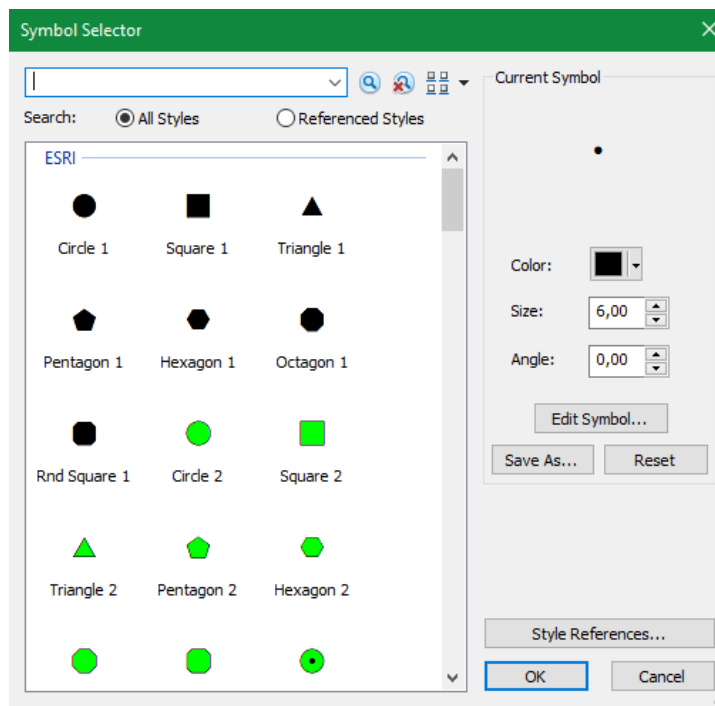 Symbol Selector
Current Symbol
Search:
All Styles
Referenced Styles
ESRI
Circle 1
Square 1
Triangle 1
Color:
Size:
6,00
Pentagon 1
Hexagon 1
Octagon 1
Angle:
0,00
Edit Symbol...
Save As...
Reset
Rnd Square 1
Circle 2
Square 2
Triangle 2
Pentagon 2
Hexagon 2
Style References...
OK
Cancel